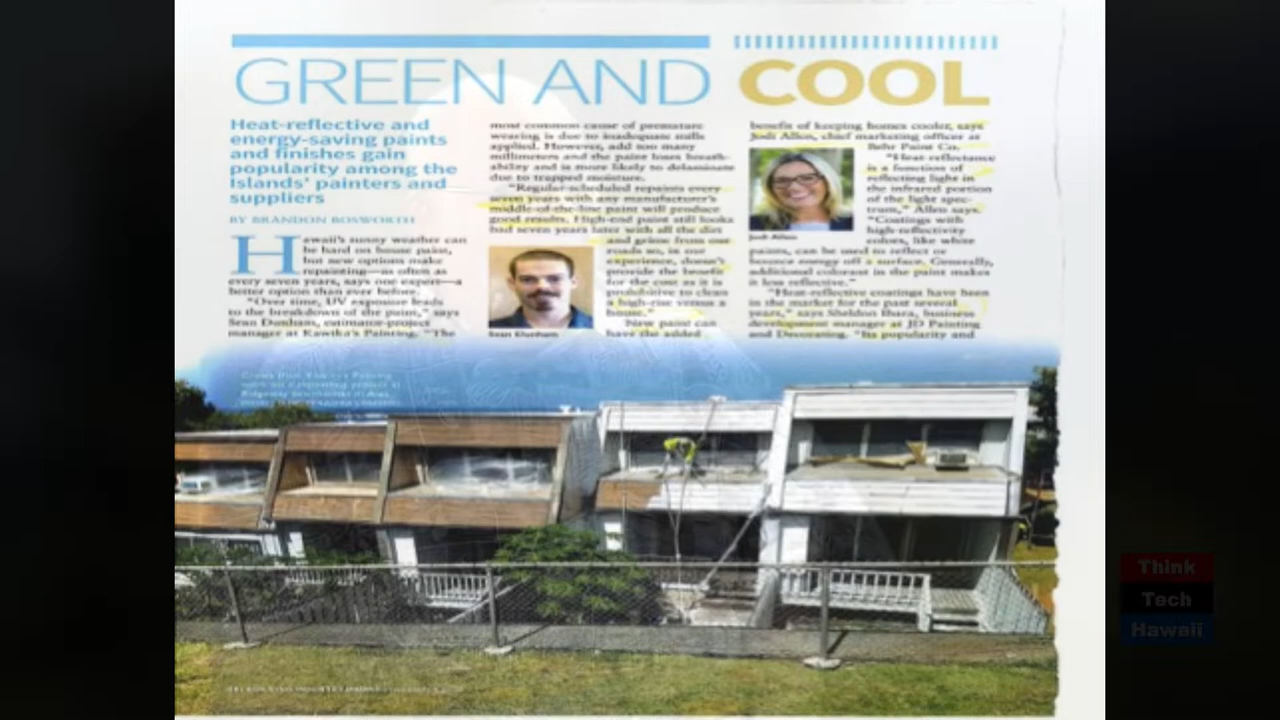 GREEN AND COOL
Heat-reflective and
energy-saving paints
and finishes gain
popularity among the
Islands' painters and
suppliers
BY BRANDON BOSWORTH
Hawaii's sunny weather can
be hard on house paint,
but new options make
repainting—as often as
every seven years, says one expert—a
better option than ever before.
"Over time, UV exposure leads
to the breakdown of the paint," says
Sean Dunham, estimator-project
manager at Kawika's Painting. "The
most common cause of premature
wearing is due to inadequate mills
applied. However, add too many
millimeters and the paint loses breath-
ability and is more likely to delaminate
due to trapped moisture.
"Regular-scheduled repaints every
seven years with any manufacturer's
middle-of-the-line paint will produce
good results. High-end paint still looks
bad seven years later with all the dirt
and grime from our
roads so, in our
experience, doesn't
provide the benefit
for the cost as it is
prohibitive to clean
a high-rise versus a
house."
New paint can
have the added
Sean Dunham
benefit of keeping homes cooler, says
Jodi Allen, chief marketing officer at
Behr Paint Co.
"Heat reflectance
is a function of
reflecting light in
the infrared portion
of the light spec-
trum," Allen says.
"Coatings with
high-reflectivity
colors, like white
Jodi Allen
paints, can be used to reflect or
bounce energy off a surface. Generally,
additional colorant in the paint makes
it less reflective."
"Heat-reflective coatings have been
in the market for the past several
years," says Sheldon Ibara, business
development manager at JD Painting
and Decorating. "Its popularity and
Think
Tech
Hawaii